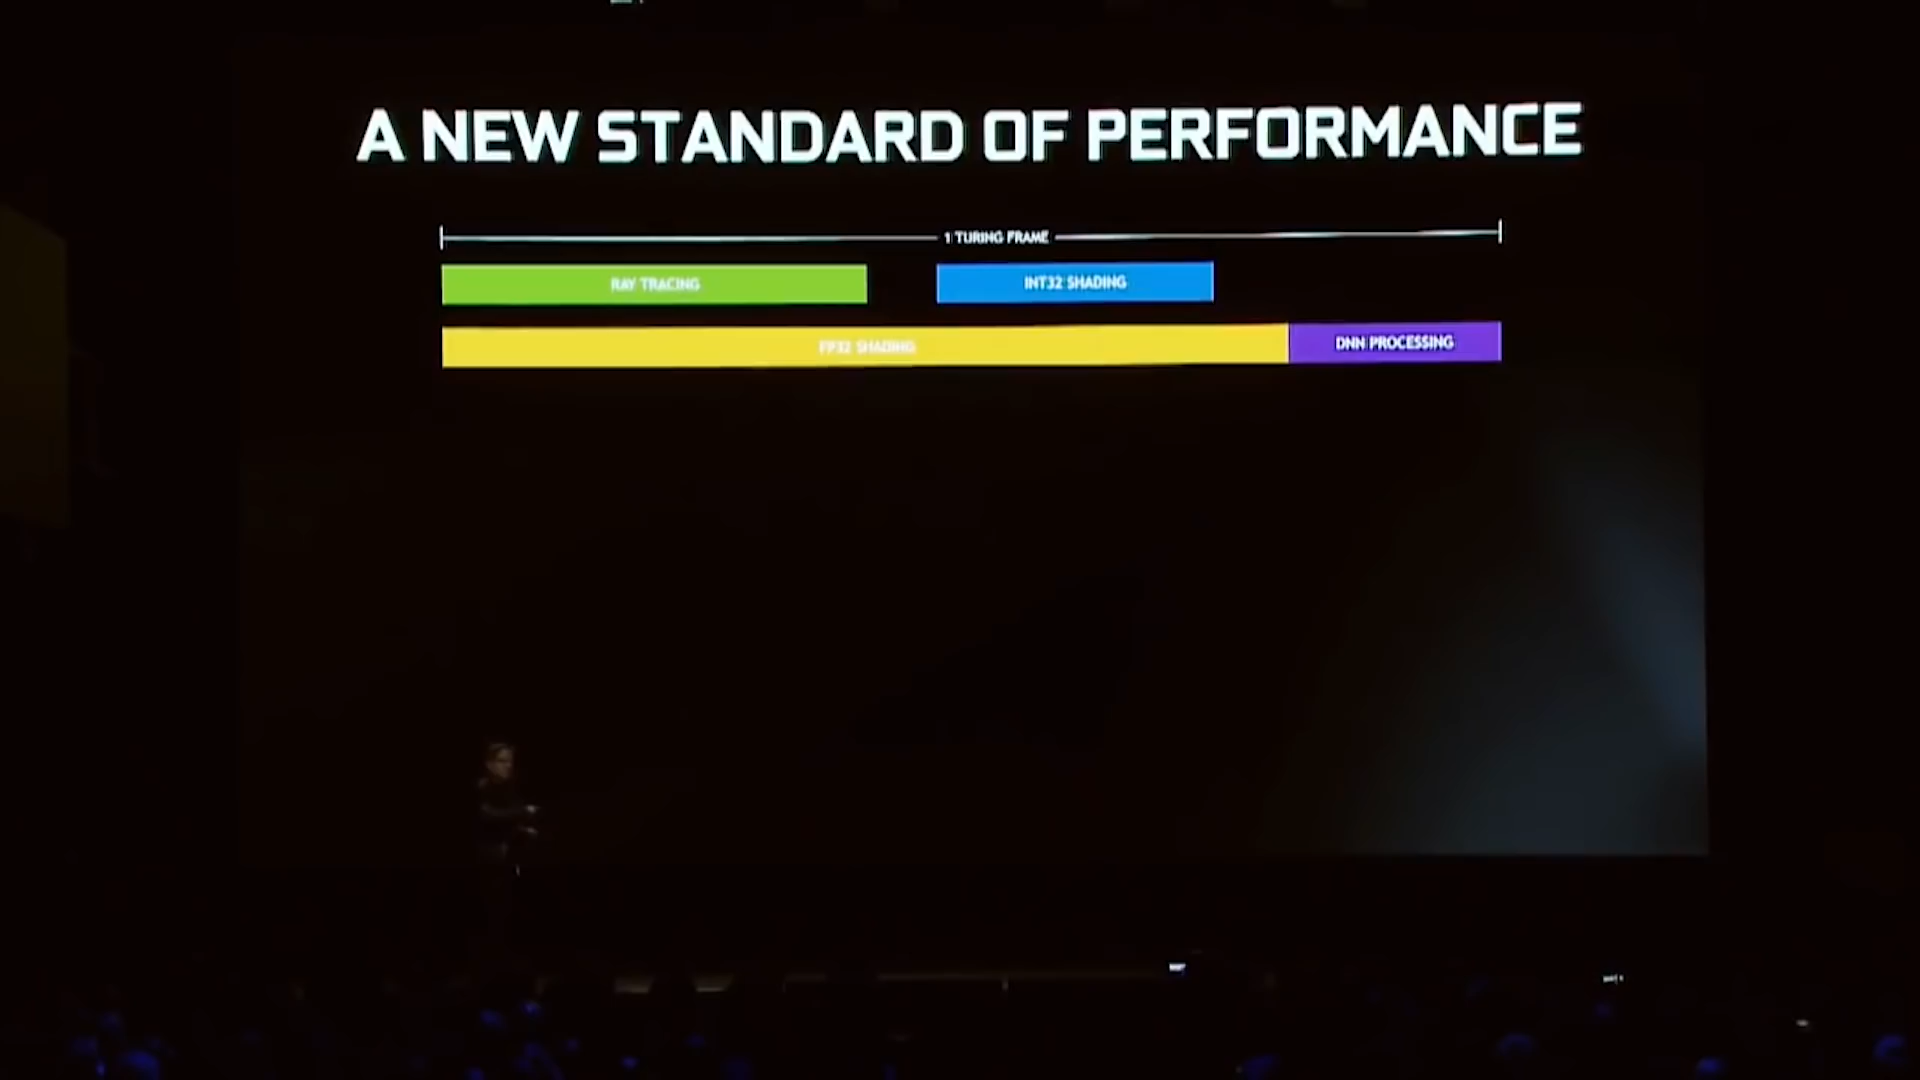 A NEW STANDARD OF PERFORMANCE
1 TURING FRAME
RAY TRACING
INT32 SHADING
FP32 SHADING
DNN PROCESSING